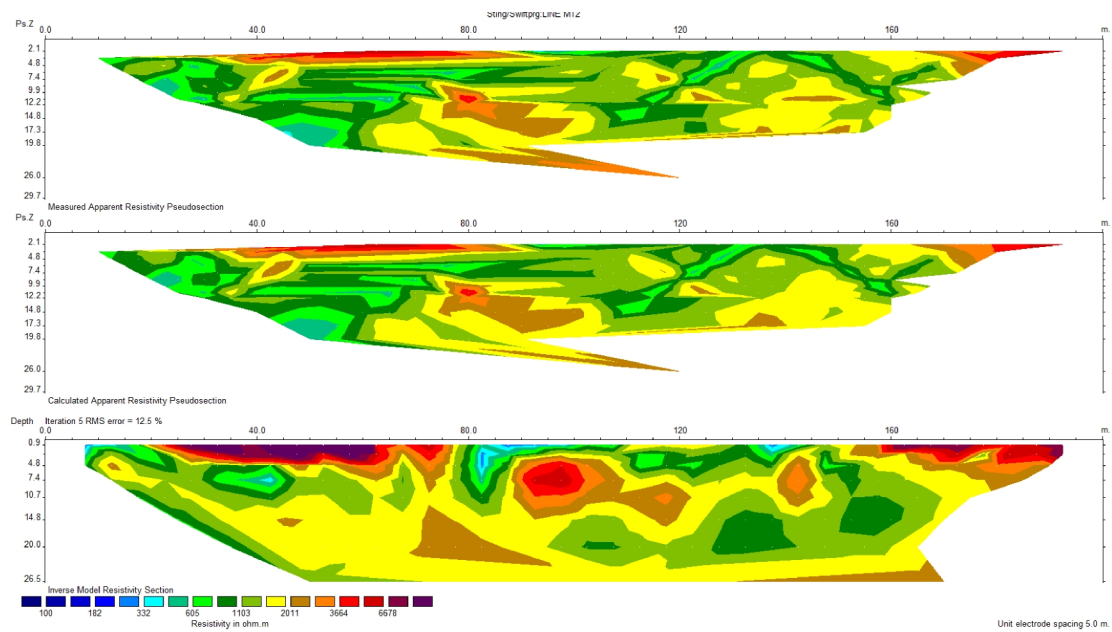 Sting/Swiftprg:LINE MT2
Ps.Z 0.0 40.0 80.0 120 160 m.
2.1
4.8
7.4
9.9
12.2
14.8
17.3
19.8
26.0
29.7
Measured Apparent Resistivity Pseudosection
Ps.Z 0.0 40.0 80.0 120 160 m.
2.1
4.8
7.4
9.9
12.2
14.8
17.3
19.8
26.0
29.7
Calculated Apparent Resistivity Pseudosection
Depth Iteration 5 RMS error = 12.5 %
0.0 40.0 80.0 120 160 m.
0.9
4.8
7.4
10.7
14.8
20.0
26.5
Inverse Model Resistivity Section
100 182 332 605 1103 2011 3664 6678
Resistivity in ohm.m
Unit electrode spacing 5.0 m.